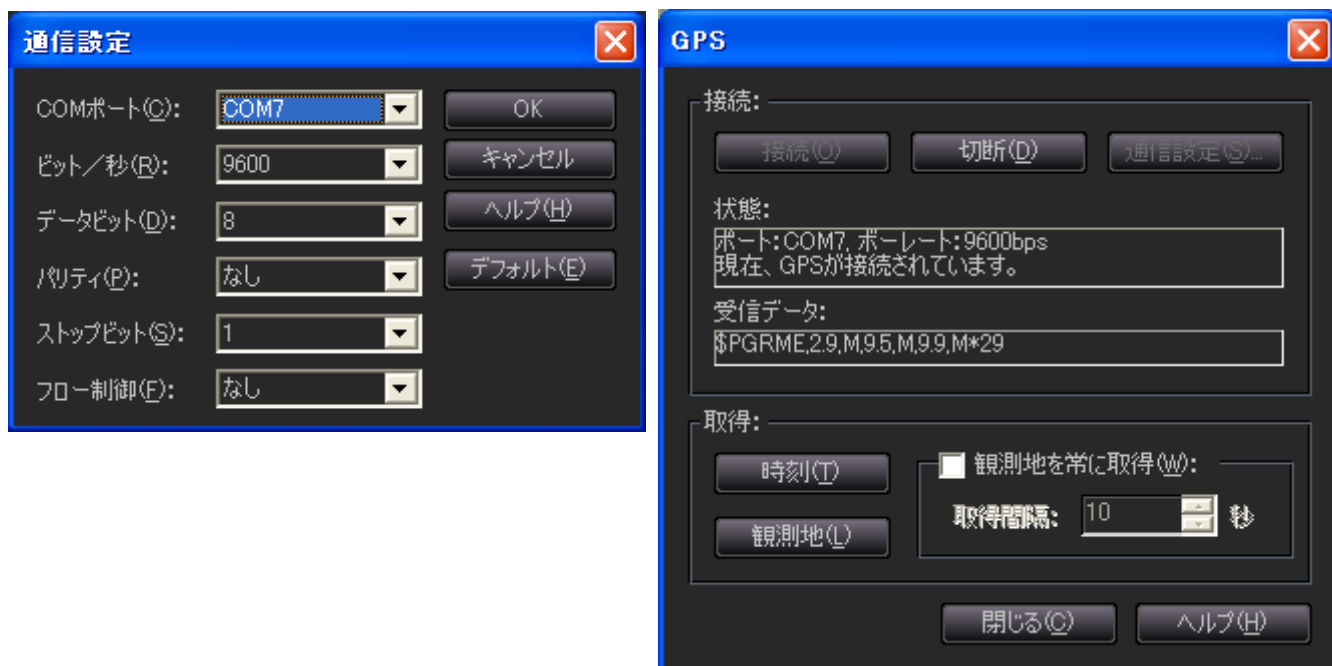 通信設定
COMポート(C): COM7 OK
ビット/秒(R): 9600 キャンセル
データビット(D): 8 ヘルプ(H)
パリティ(P): なし デフォルト(E)
ストップビット(S): 1
フロー制御(F): なし
GPS
接続:
接続(O) 切断(D) 通信設定(S)...
状態:
ポート:COM7, ボーレート:9600bps
現在、GPSが接続されています。
受信データ:
$PGRME,2.9,M,9.5,M,9.9,M*29
取得:
時刻(T) 観測地を常に取得(W):
観測地(L) 取得間隔: 10 秒
閉じる(C) ヘルプ(H)